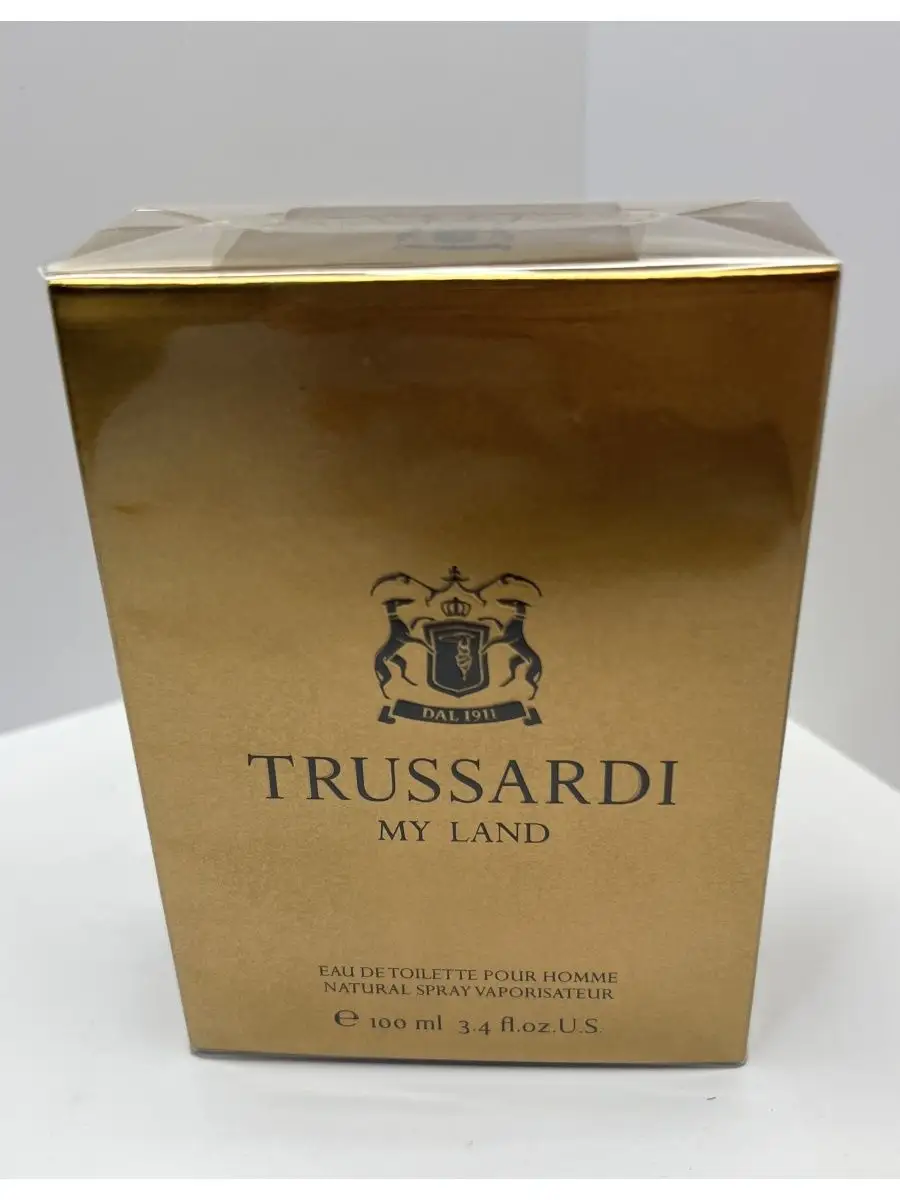 DAL 1911
TRUSSARDI
MY LAND
EAU DE TOILETTE POUR HOMME
NATURAL SPRAY VAPORISATEUR
℮ 100 ml 3.4 fl.oz.U.S.